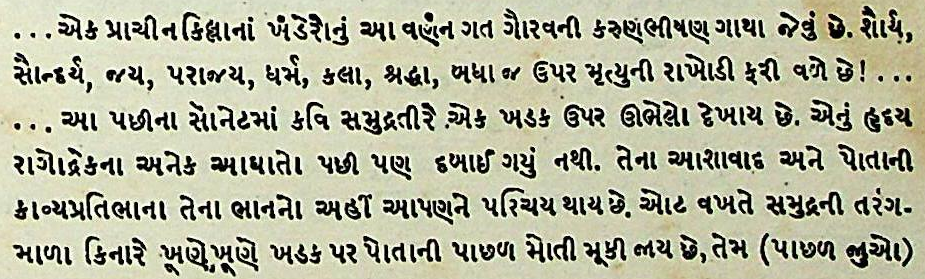 ...એક પ્રાચીન કિલ્લાનાં ખંડેરોનું આ વર્ણન ગત ગૌરવની કરુણભીષણ ગાથા જેવું છે. શૌર્ય,
સૌન્દર્ય, જય, પરાજય, ધર્મ, કલા, શ્રદ્ધા, બધા જ ઉપર મૃત્યુની રાખોડી ફરી વળે છે!...
...આ પછીના સૉનેટમાં કવિ સમુદ્રતીરે એક ખડક ઉપર ઊભેલો દેખાય છે. એનું હૃદય
રાગોદ્રેકના અનેક આઘાતો પછી પણ દબાઈ ગયું નથી. તેના આશાવાદ અને પોતાની
કાવ્યપ્રતિભાના તેના ભાનનો અહીં આપણને પરિચય થાય છે. ઓટ વખતે સમુદ્રની તરંગ-
માળા કિનારે ખૂણે ખૂણે ખડક પર પોતાની પાછળ મોતી મૂકી જાય છે, તેમ (પાછળ જુઓ)